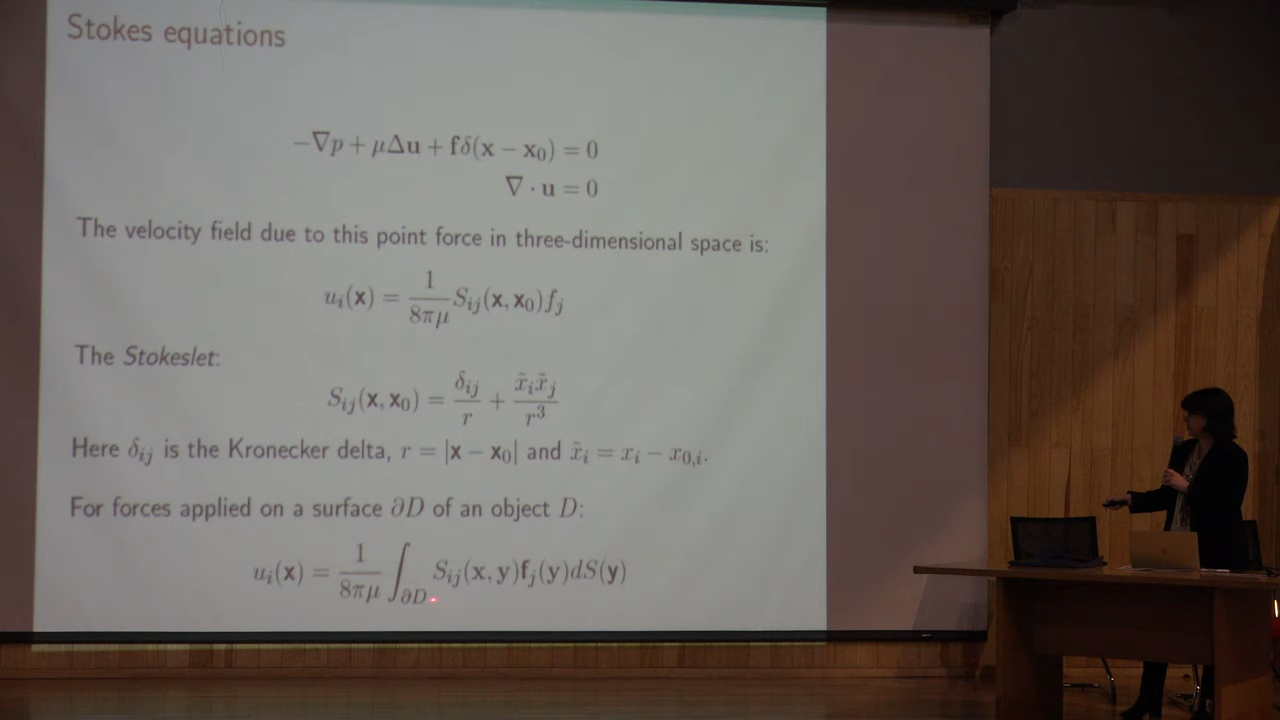 Stokes equations
−∇p + μΔu + fδ(x − x₀) = 0
∇ · u = 0
The velocity field due to this point force in three-dimensional space is:
uᵢ(x) = 1/(8πμ) Sᵢⱼ(x, x₀)fⱼ
The Stokeslet:
Sᵢⱼ(x, x₀) = δᵢⱼ/r + x̃ᵢx̃ⱼ/r³
Here δᵢⱼ is the Kronecker delta, r = |x − x₀| and x̃ᵢ = xᵢ − x₀,ᵢ.
For forces applied on a surface ∂D of an object D:
uᵢ(x) = 1/(8πμ) ∫_∂D Sᵢⱼ(x, y)fⱼ(y)dS(y)